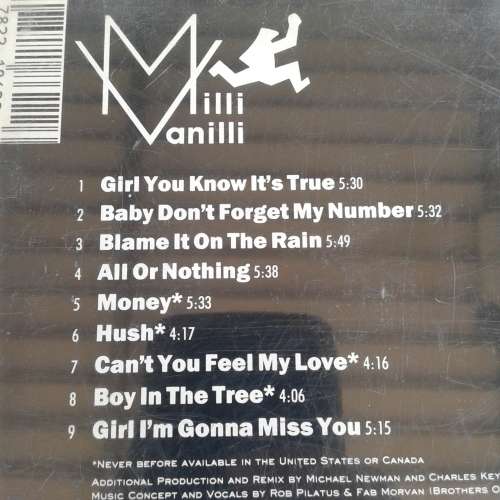 Milli
Vanilli
1 Girl You Know It's True 5:30
2 Baby Don't Forget My Number 5:32
3 Blame It On The Rain 5:49
4 All Or Nothing 5:38
5 Money* 5:33
6 Hush* 4:17
7 Can't You Feel My Love* 4:16
8 Boy In The Tree* 4:06
9 Girl I'm Gonna Miss You 5:15
*NEVER BEFORE AVAILABLE IN THE UNITED STATES OR CANADA
ADDITIONAL PRODUCTION AND REMIX BY MICHAEL NEWMAN AND CHARLES
MUSIC CONCEPT AND VOCALS BY ROB PILATUS & FAB MORVAN (BROTHERS